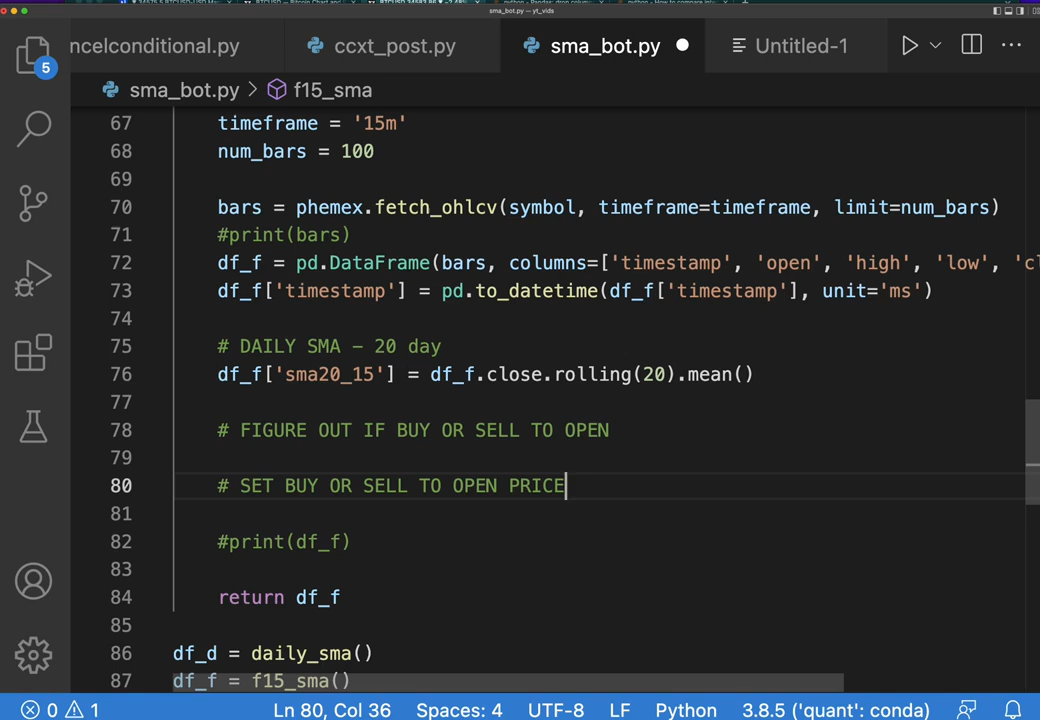 sma_bot.py — yt_vids
ncelconditional.py
ccxt_post.py
sma_bot.py
Untitled-1
5
sma_bot.py > f15_sma
67 timeframe = '15m'
68 num_bars = 100
69
70 bars = phemex.fetch_ohlcv(symbol, timeframe=timeframe, limit=num_bars)
71 #print(bars)
72 df_f = pd.DataFrame(bars, columns=['timestamp', 'open', 'high', 'low', 'cl
73 df_f['timestamp'] = pd.to_datetime(df_f['timestamp'], unit='ms')
74
75 # DAILY SMA - 20 day
76 df_f['sma20_15'] = df_f.close.rolling(20).mean()
77
78 # FIGURE OUT IF BUY OR SELL TO OPEN
79
80 # SET BUY OR SELL TO OPEN PRICE
81
82 #print(df_f)
83
84 return df_f
85
86 df_d = daily_sma()
87 df_f = f15_sma()
0 1 Ln 80, Col 36 Spaces: 4 UTF-8 LF Python 3.8.5 ('quant': conda)